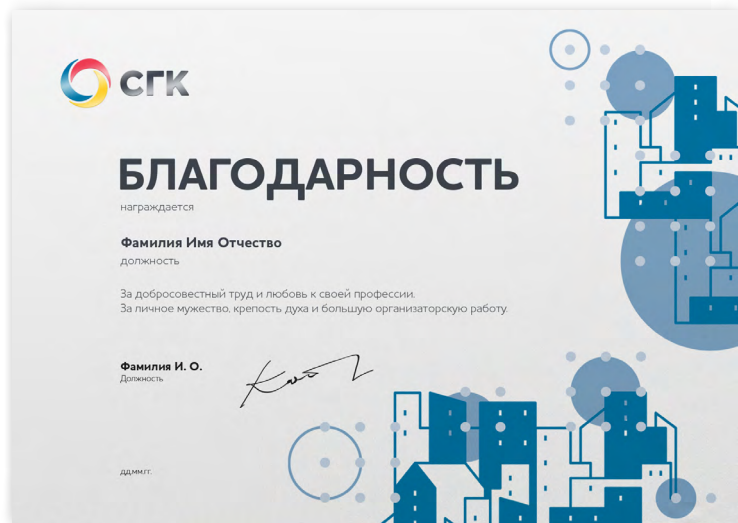 СГК
БЛАГОДАРНОСТЬ
награждается
Фамилия Имя Отчество
должность
За добросовестный труд и любовь к своей профессии.
За личное мужество, крепость духа и большую организаторскую работу.
Фамилия И. О.
Должность
дд.мм.гг.